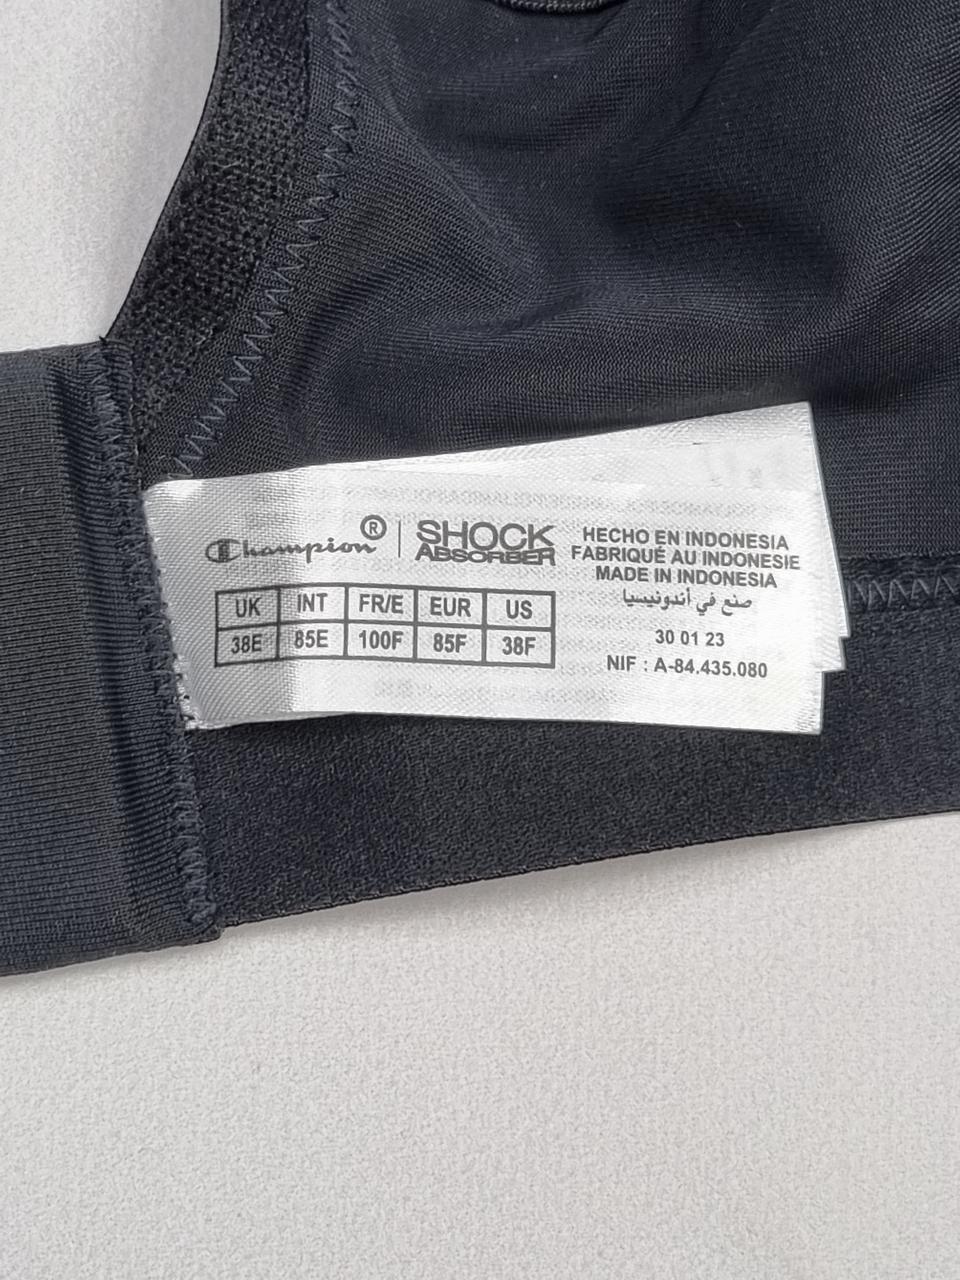 Champion® | SHOCK ABSORBER
UK INT FR/E EUR US
38E 85E 100F 85F 38F
HECHO EN INDONESIA
FABRIQUÉ AU INDONESIE
MADE IN INDONESIA
صنع في أندونيسيا
30 01 23
NIF : A-84.435.080